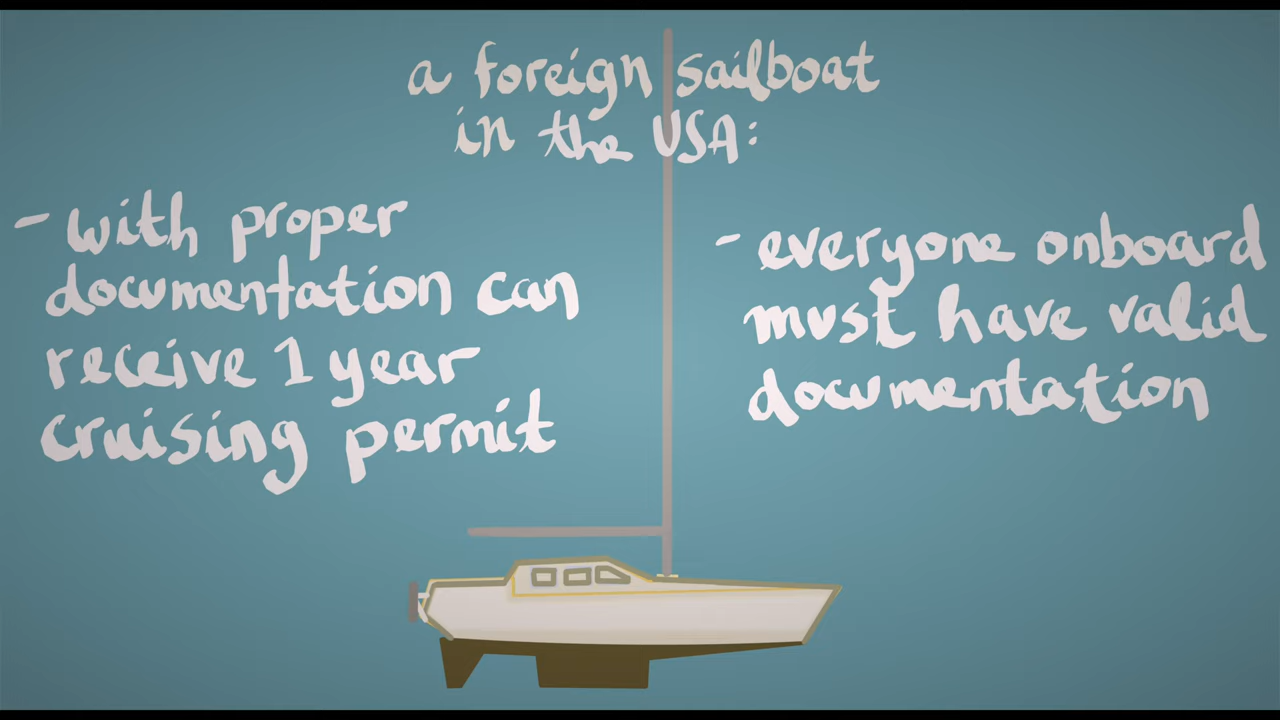 a foreign sailboat
in the USA:
- with proper
documentation can
receive 1 year
cruising permit
- everyone onboard
must have valid
documentation